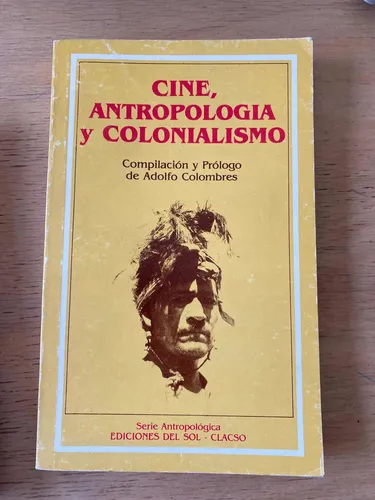 CINE,
ANTROPOLOGIA
y COLONIALISMO
Compilación y Prólogo
de Adolfo Colombres
Serie Antropológica
EDICIONES DEL SOL - CLACSO